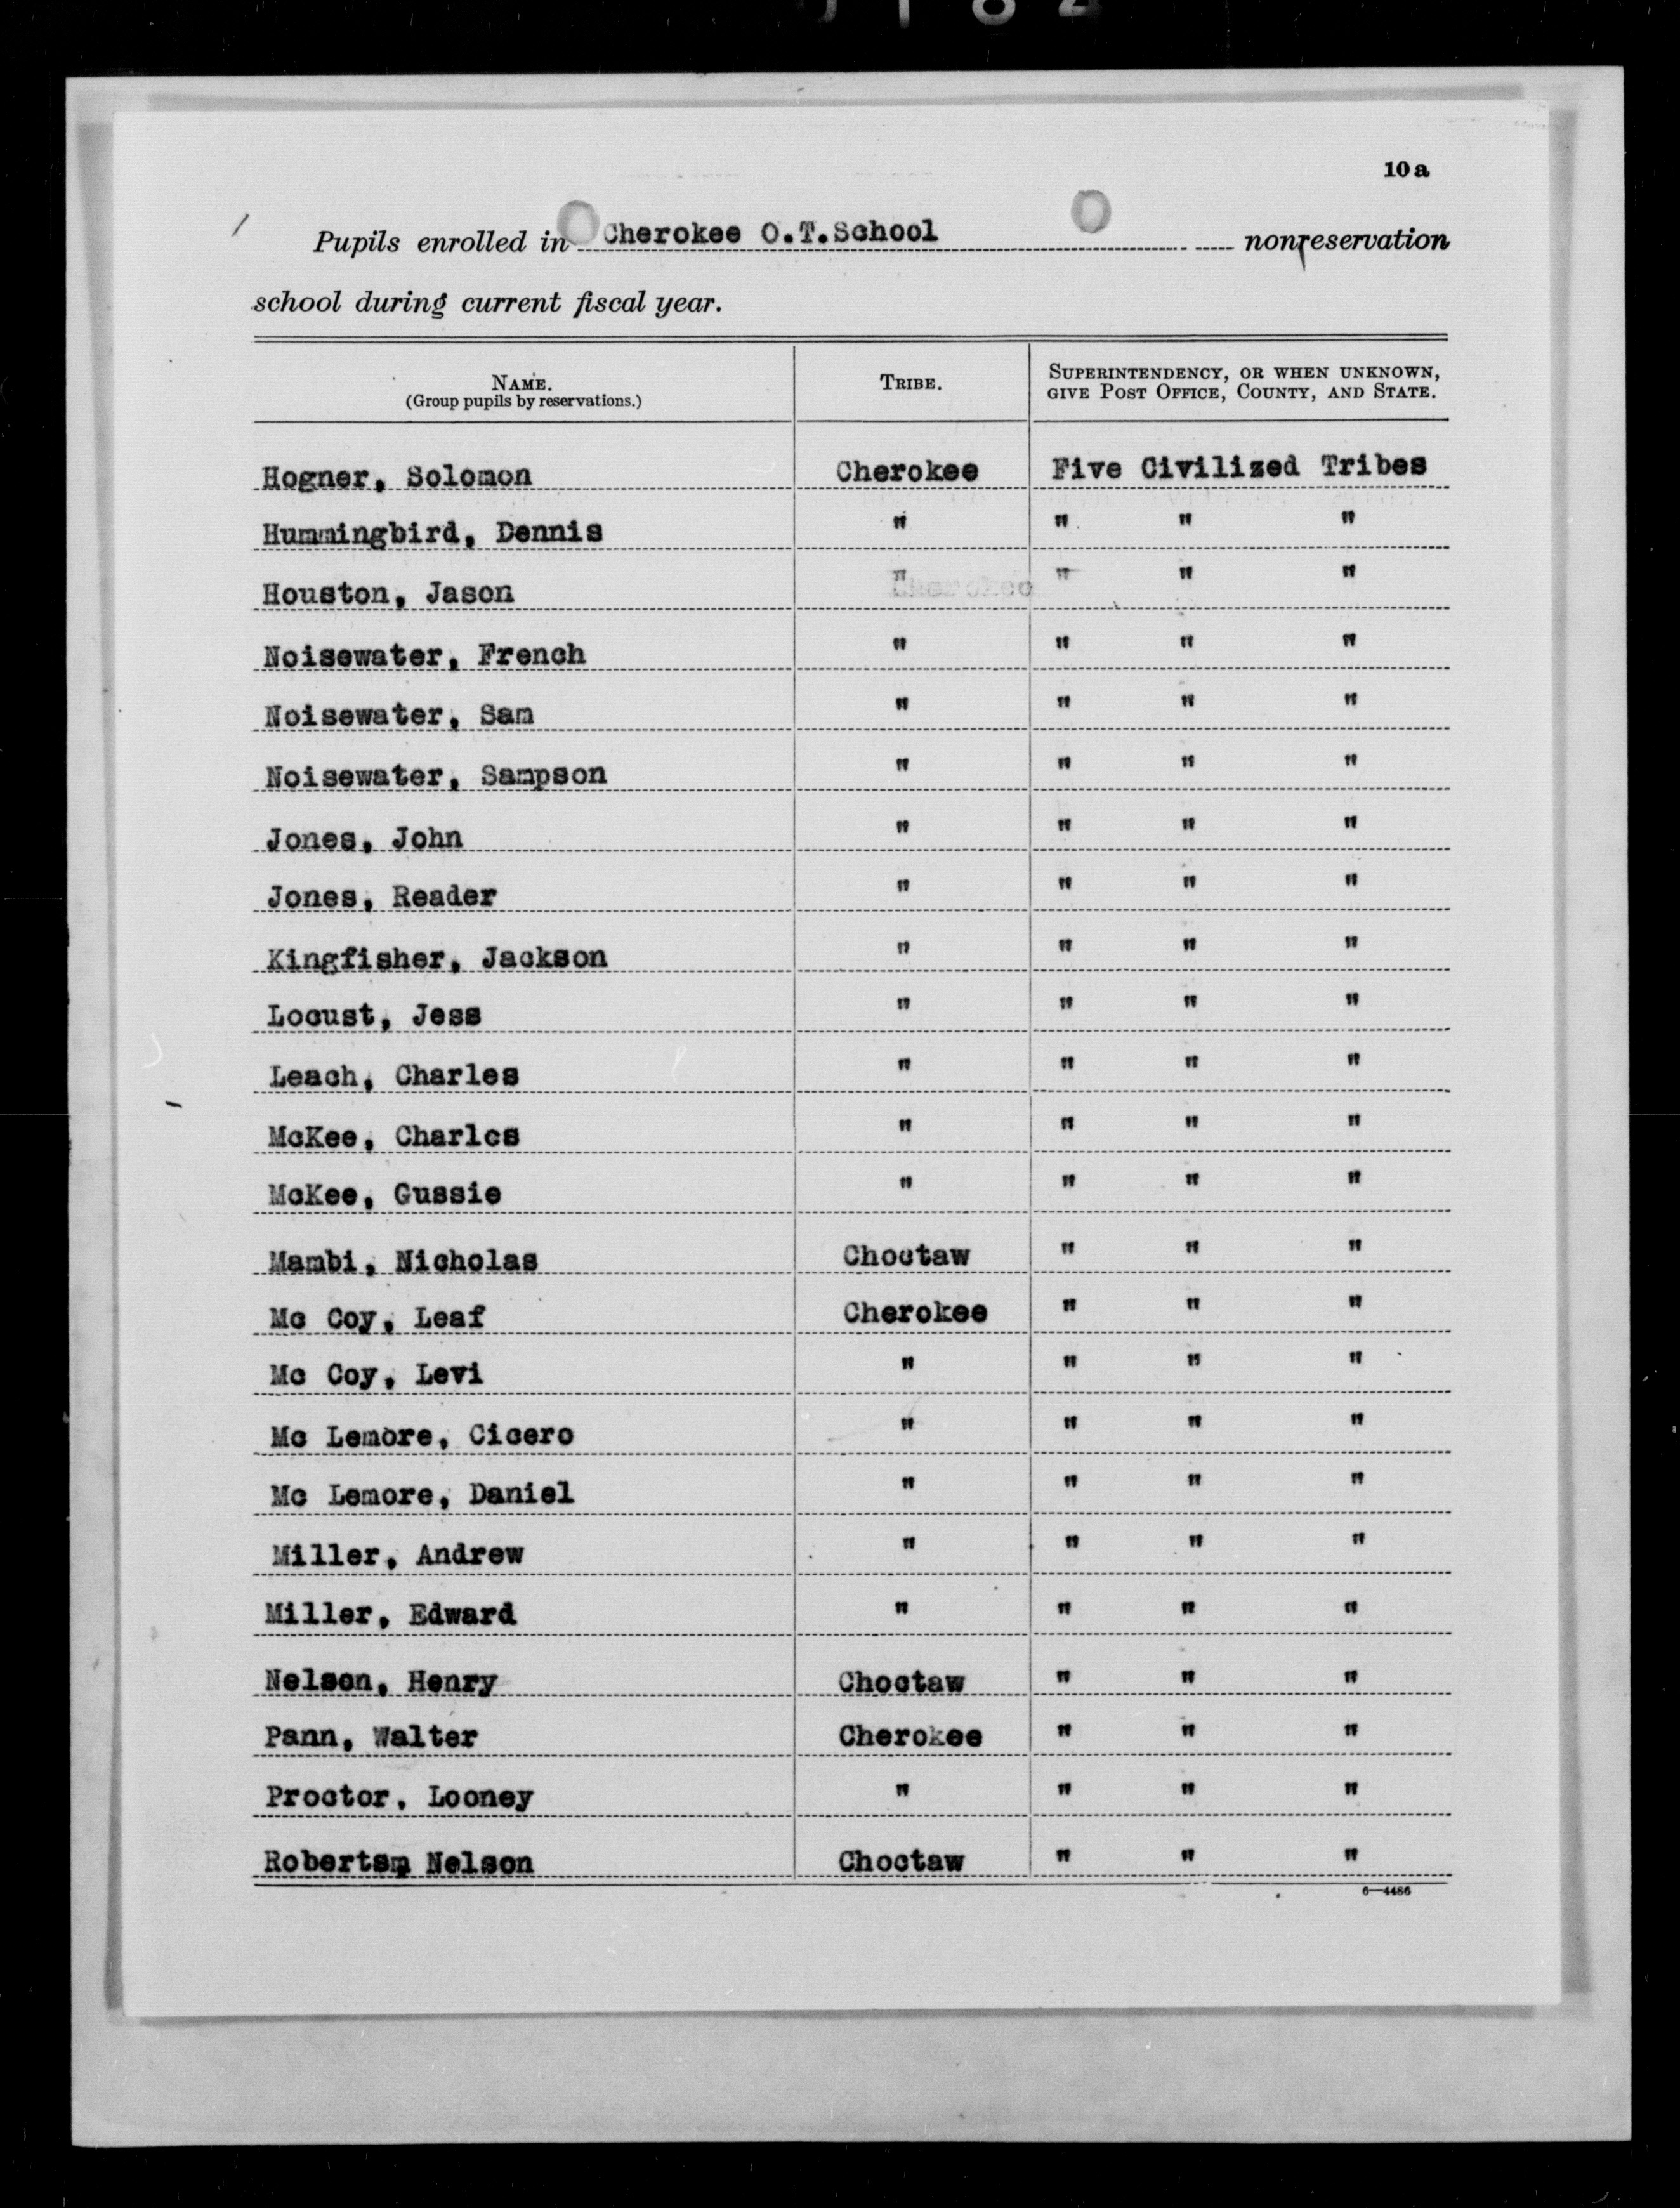 10 a
Pupils enrolled in Cherokee O.T.School nonreservation
school during current fiscal year.
NAME. TRIBE. SUPERINTENDENCY, OR WHEN UNKNOWN,
(Group pupils by reservations.) GIVE POST OFFICE, COUNTY, AND STATE.
Hogner, Solomon Cherokee Five Civilized Tribes
Hummingbird, Dennis " " " "
Houston, Jason " " " "
Noisewater, French " " " "
Noisewater, Sam " " " "
Noisewater, Sampson " " " "
Jones, John " " " "
Jones, Reader " " " "
Kingfisher, Jackson " " " "
Locust, Jess " " " "
Leach, Charles " " " "
McKee, Charles " " " "
McKee, Gussie " " " "
Mambi, Nicholas Choctaw " " "
Mc Coy, Leaf Cherokee " " "
Mc Coy, Levi " " " "
Mc Lemore, Cicero " " " "
Mc Lemore, Daniel " " " "
Miller, Andrew " " " "
Miller, Edward " " " "
Nelson, Henry Choctaw " " "
Pann, Walter Cherokee " " "
Proctor, Looney " " " "
Roberts, Nelson Choctaw " " "
6—4486